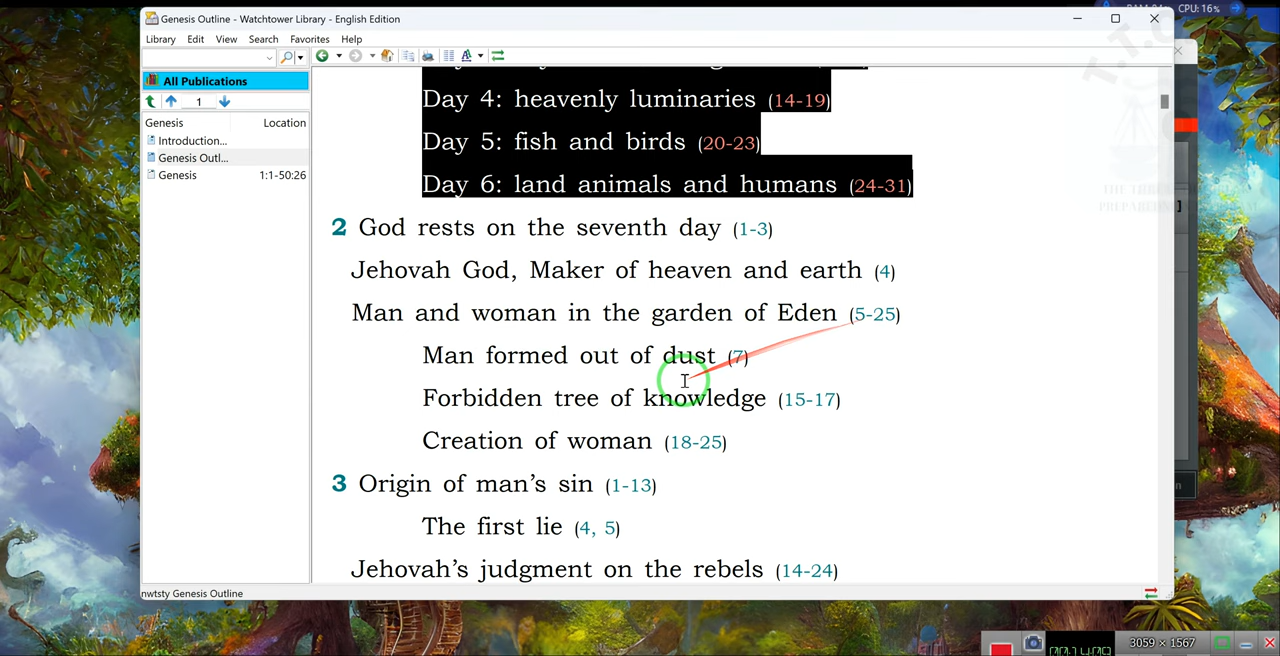 RAM: CPU: 16%
Genesis Outline - Watchtower Library - English Edition
Library Edit View Search Favorites Help
All Publications
1
Genesis Location
Introduction...
Genesis Outl...
Genesis 1:1-50:26
Day 4: heavenly luminaries (14-19)
Day 5: fish and birds (20-23)
Day 6: land animals and humans (24-31)
2 God rests on the seventh day (1-3)
Jehovah God, Maker of heaven and earth (4)
Man and woman in the garden of Eden (5-25)
Man formed out of dust (7)
Forbidden tree of knowledge (15-17)
Creation of woman (18-25)
3 Origin of man's sin (1-13)
The first lie (4, 5)
Jehovah's judgment on the rebels (14-24)
nwtsty Genesis Outline
3059 × 1567